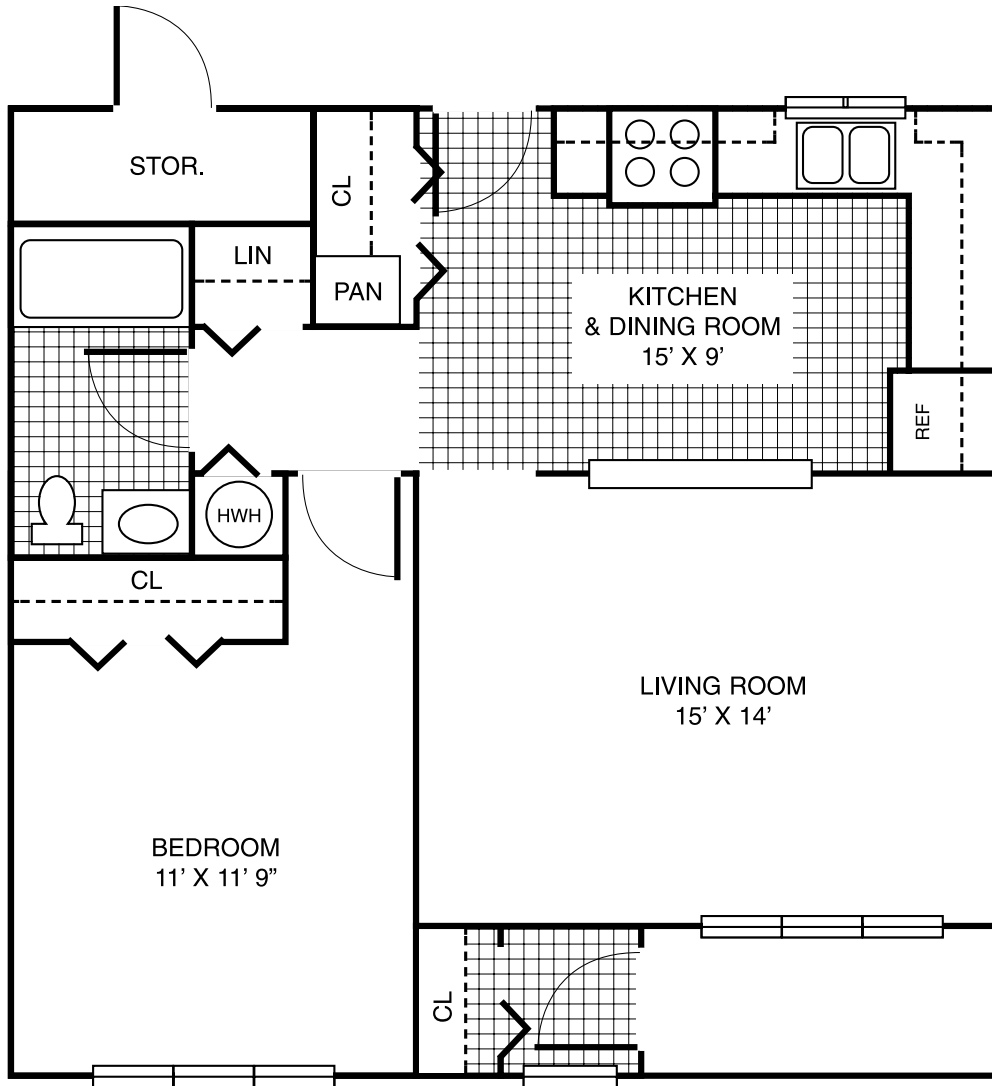 STOR.
CL
LIN
PAN
KITCHEN
& DINING ROOM
15’ X 9’
REF
HWH
CL
LIVING ROOM
15’ X 14’
BEDROOM
11’ X 11’ 9”
CL